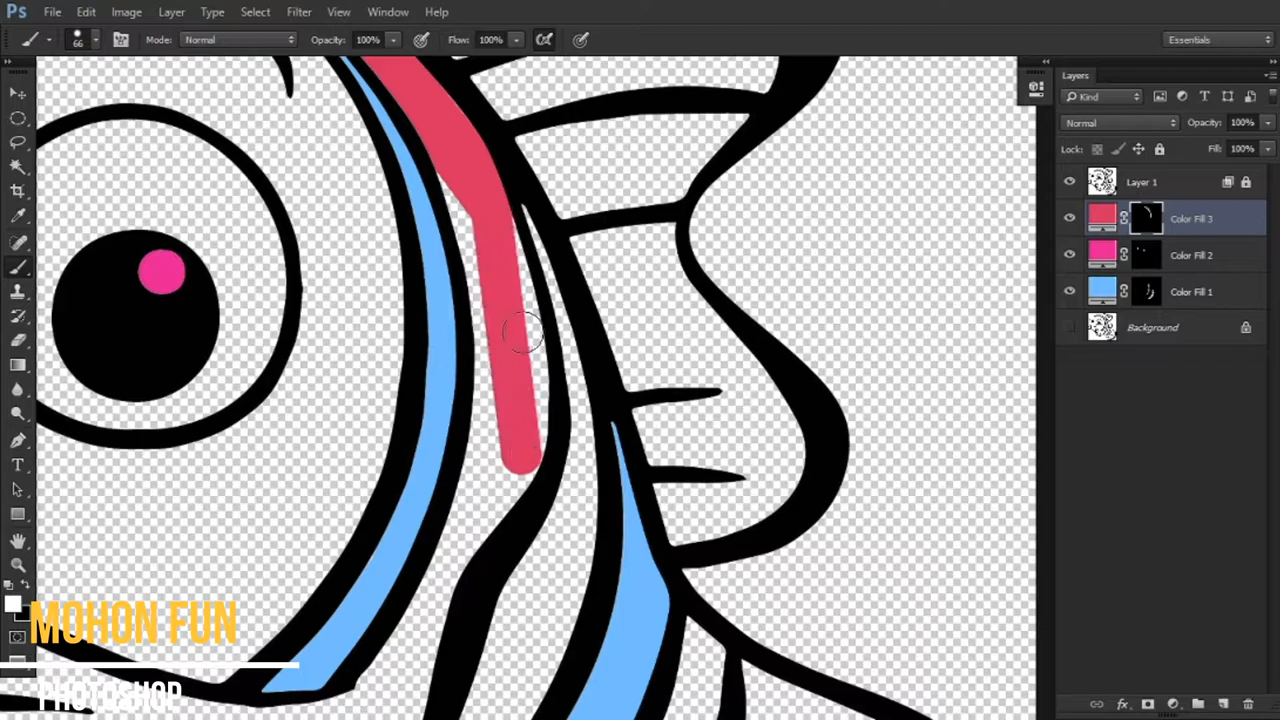 Ps File Edit Image Layer Type Select Filter View Window Help
66 Mode: Normal Opacity: 100% Flow: 100% Essentials
Layers
Kind
Normal Opacity: 100%
Lock: Fill: 100%
Layer 1
Color Fill 3
Color Fill 2
Color Fill 1
Background
MOHON FUN
PHOTOSHOP